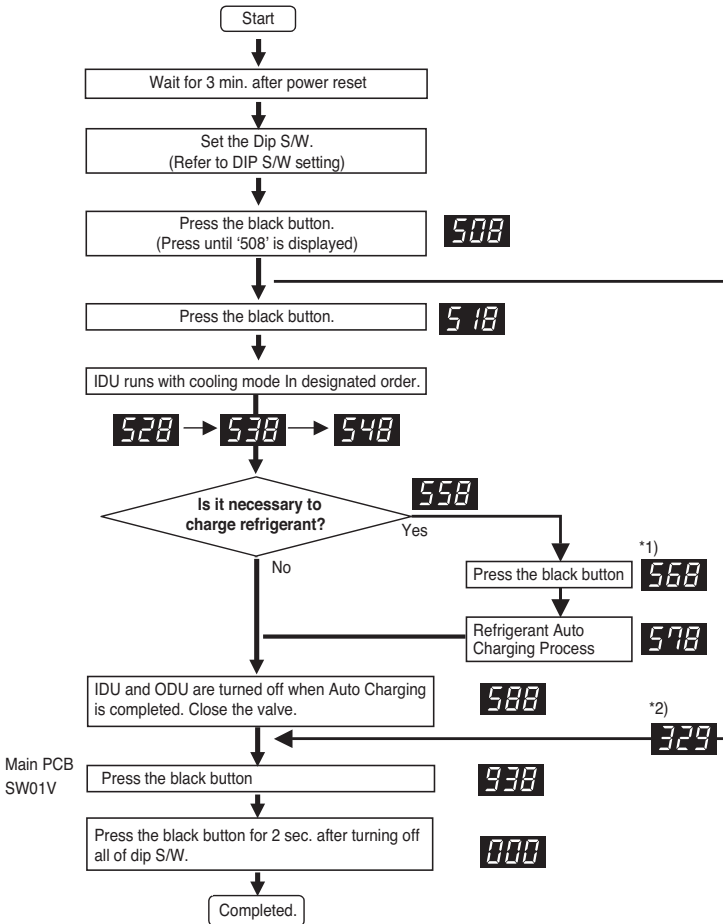 Start
Wait for 3 min. after power reset
Set the Dip S/W.
(Refer to DIP S/W setting)
Press the black button.
(Press until ‘508’ is displayed)
508
Press the black button.
518
IDU runs with cooling mode In designated order.
528
538
548
558
Is it necessary to
charge refrigerant?
Yes
No
*1)
Press the black button
568
Refrigerant Auto
Charging Process
578
IDU and ODU are turned off when Auto Charging
is completed. Close the valve.
588
*2)
329
Main PCB
SW01V
Press the black button
938
Press the black button for 2 sec. after turning off
all of dip S/W.
000
Completed.